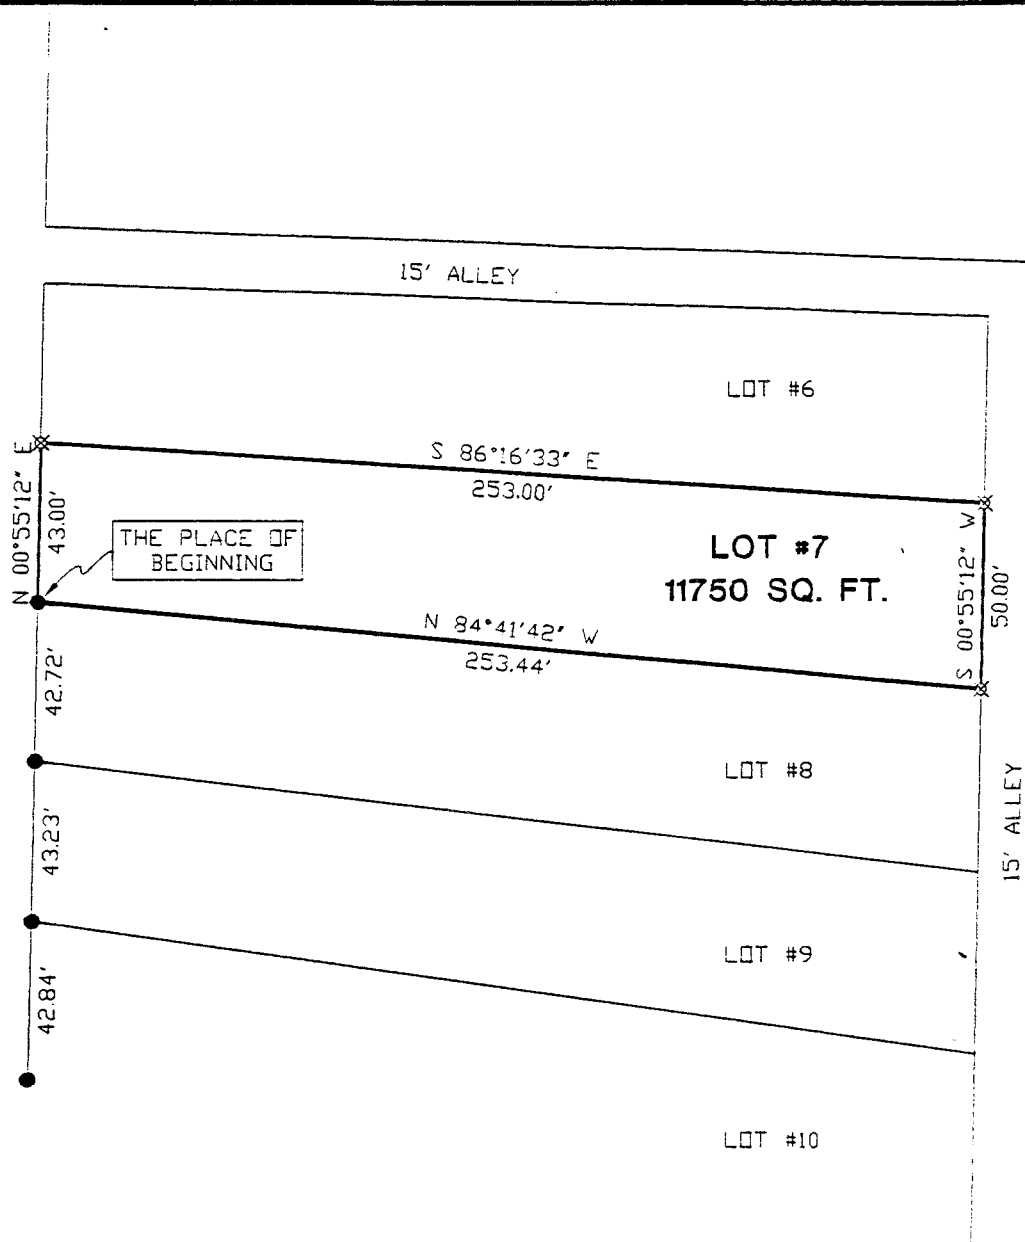 15' ALLEY
LOT #6
S 86°16'33" E
253.00'
N 00°55'12" E
43.00'
THE PLACE OF
BEGINNING
LOT #7
11750 SQ. FT.
S 00°55'12" W
50.00'
N 84°41'42" W
253.44'
42.72'
LOT #8
15' ALLEY
43.23'
LOT #9
42.84'
LOT #10